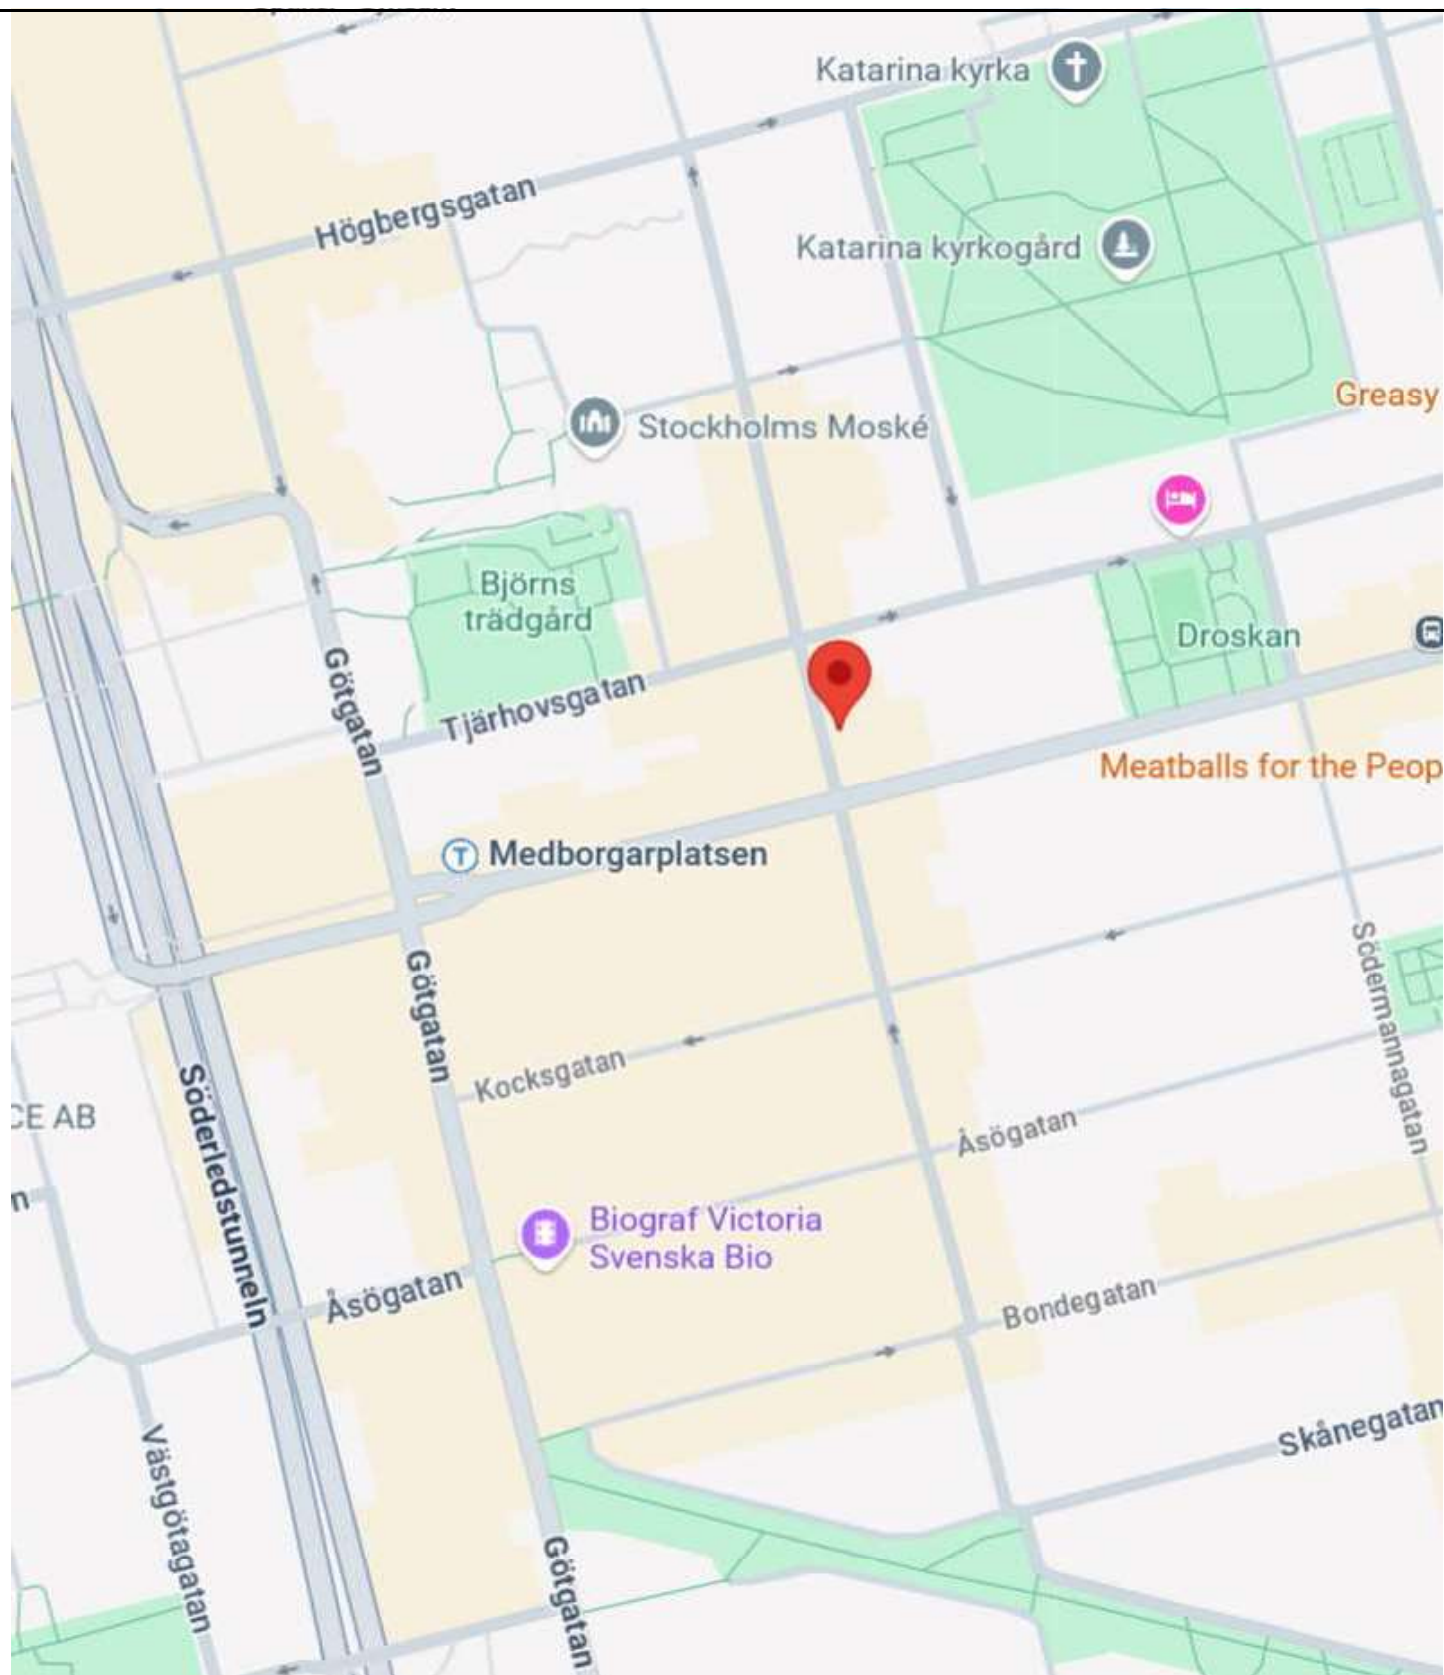 Katarina kyrka
Högbergsgatan
Katarina kyrkogård
Greasy
Stockholms Moské
Björns
trädgård
Droskan
Götgatan
Tjärhovsgatan
Meatballs for the Peop
T Medborgarplatsen
Götgatan
Södermannagatan
Kocksgatan
CE AB
Söderledstunneln
Åsögatan
n
Biograf Victoria
Svenska Bio
Åsögatan
Bondegatan
Skånegatan
Västgötagatan
Götgatan